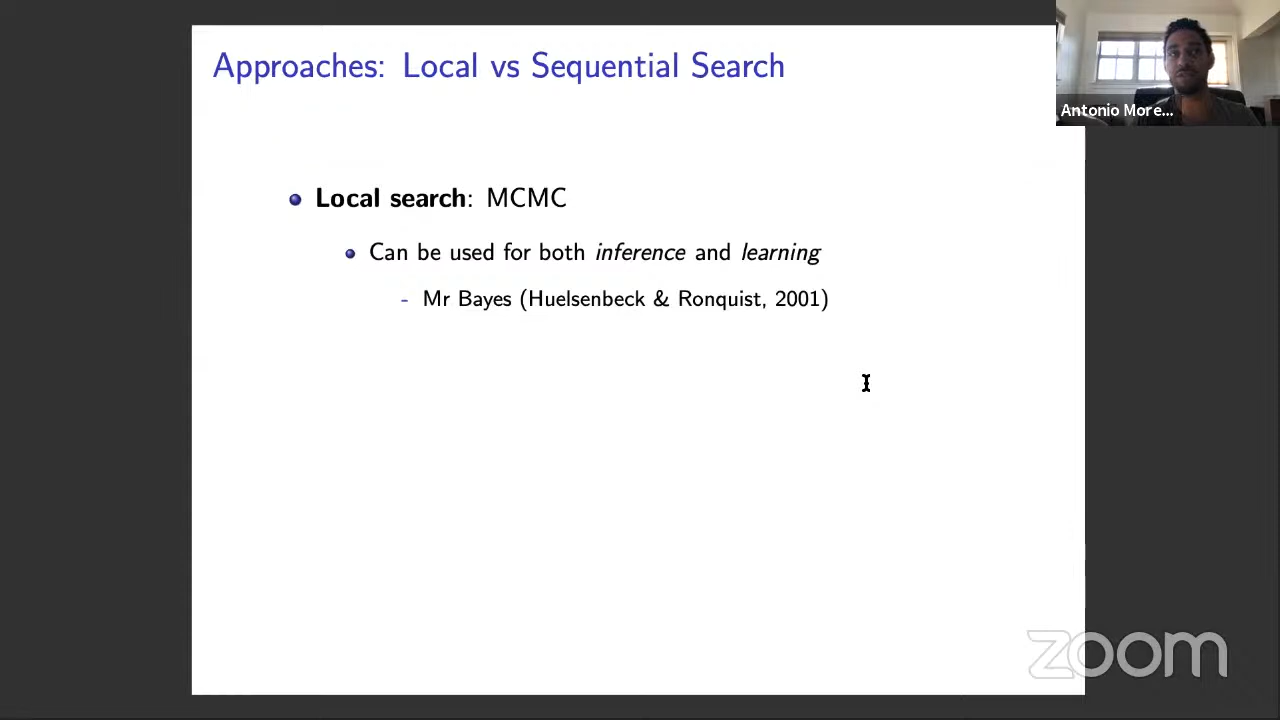 Approaches: Local vs Sequential Search
Antonio More...
Local search: MCMC
Can be used for both inference and learning
- Mr Bayes (Huelsenbeck & Ronquist, 2001)
zoom